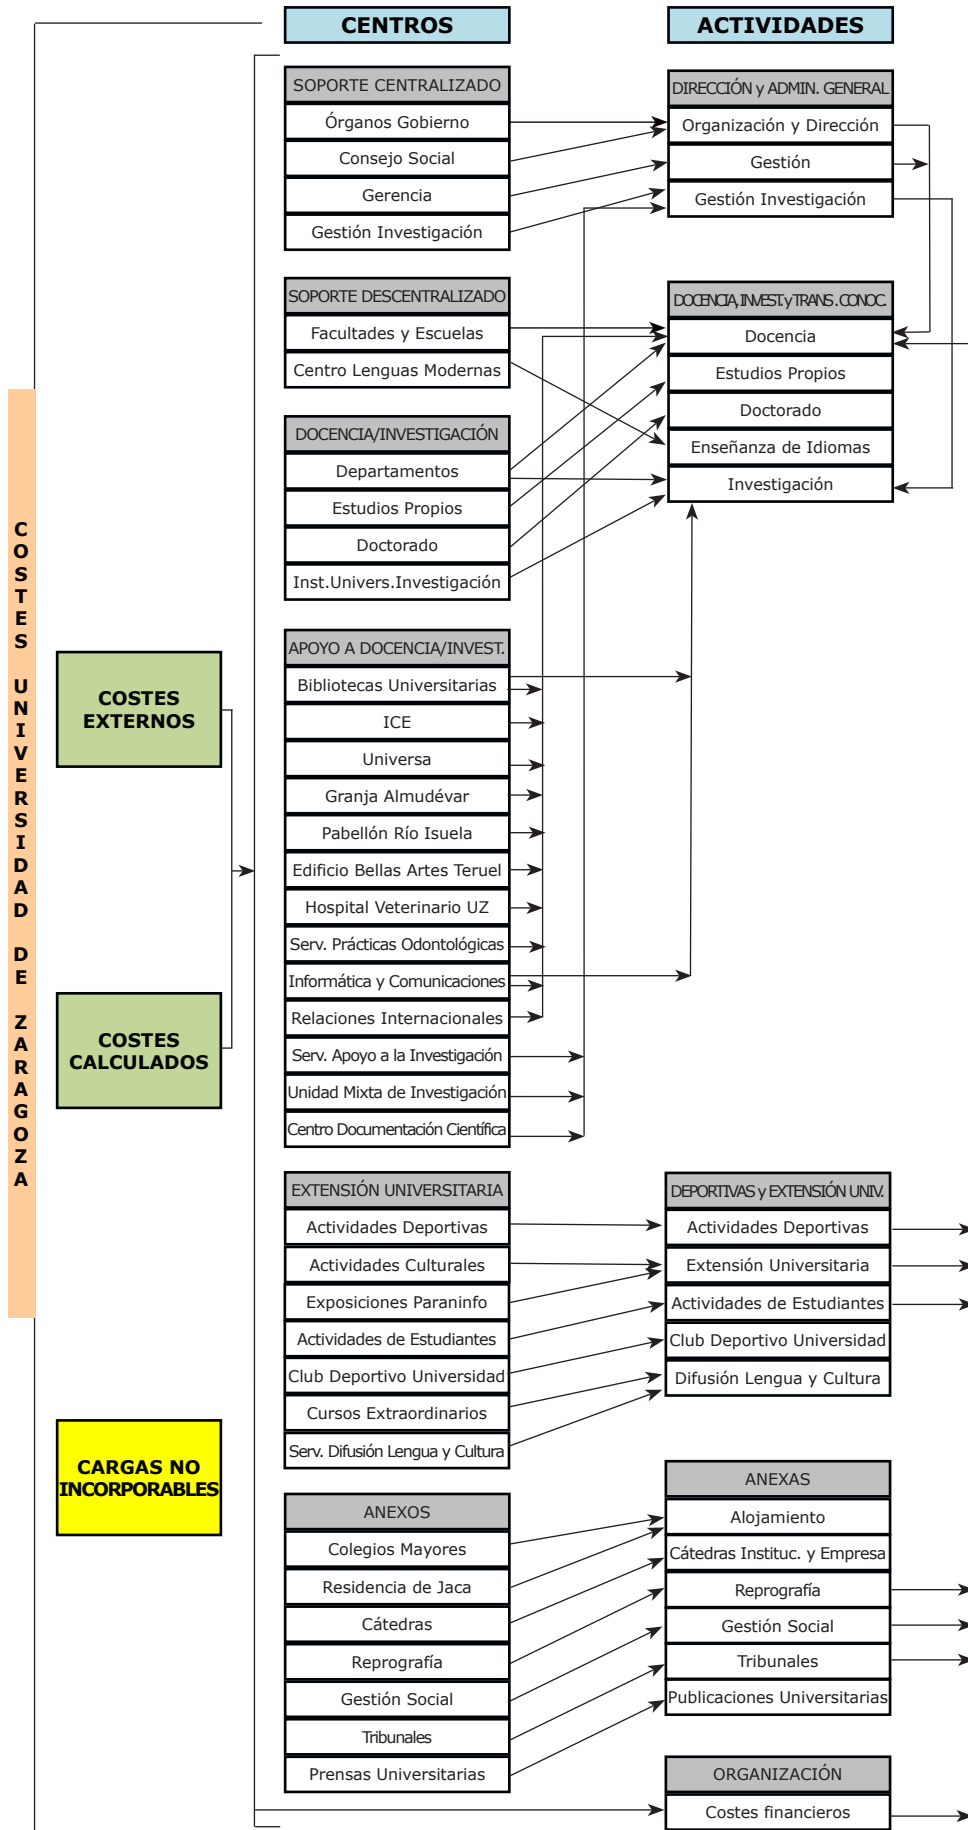 CENTROS
ACTIVIDADES
SOPORTE CENTRALIZADO
Órganos Gobierno
Consejo Social
Gerencia
Gestión Investigación
DIRECCIÓN y ADMIN. GENERAL
Organización y Dirección
Gestión
Gestión Investigación
SOPORTE DESCENTRALIZADO
Facultades y Escuelas
Centro Lenguas Modernas
DOCENCIA, INVEST. y TRANS. CONOC.
Docencia
Estudios Propios
Doctorado
Enseñanza de Idiomas
Investigación
DOCENCIA/INVESTIGACIÓN
Departamentos
Estudios Propios
Doctorado
Inst.Univers.Investigación
COSTES UNIVERSIDAD DE ZARAGOZA
COSTES
EXTERNOS
COSTES
CALCULADOS
CARGAS NO
INCORPORABLES
APOYO A DOCENCIA/INVEST.
Bibliotecas Universitarias
ICE
Universa
Granja Almudévar
Pabellón Río Isuela
Edificio Bellas Artes Teruel
Hospital Veterinario UZ
Serv. Prácticas Odontológicas
Informática y Comunicaciones
Relaciones Internacionales
Serv. Apoyo a la Investigación
Unidad Mixta de Investigación
Centro Documentación Científica
EXTENSIÓN UNIVERSITARIA
Actividades Deportivas
Actividades Culturales
Exposiciones Paraninfo
Actividades de Estudiantes
Club Deportivo Universidad
Cursos Extraordinarios
Serv. Difusión Lengua y Cultura
DEPORTIVAS y EXTENSIÓN UNIV.
Actividades Deportivas
Extensión Universitaria
Actividades de Estudiantes
Club Deportivo Universidad
Difusión Lengua y Cultura
ANEXOS
Colegios Mayores
Residencia de Jaca
Cátedras
Reprografía
Gestión Social
Tribunales
Prensas Universitarias
ANEXAS
Alojamiento
Cátedras Instituc. y Empresa
Reprografía
Gestión Social
Tribunales
Publicaciones Universitarias
ORGANIZACIÓN
Costes financieros